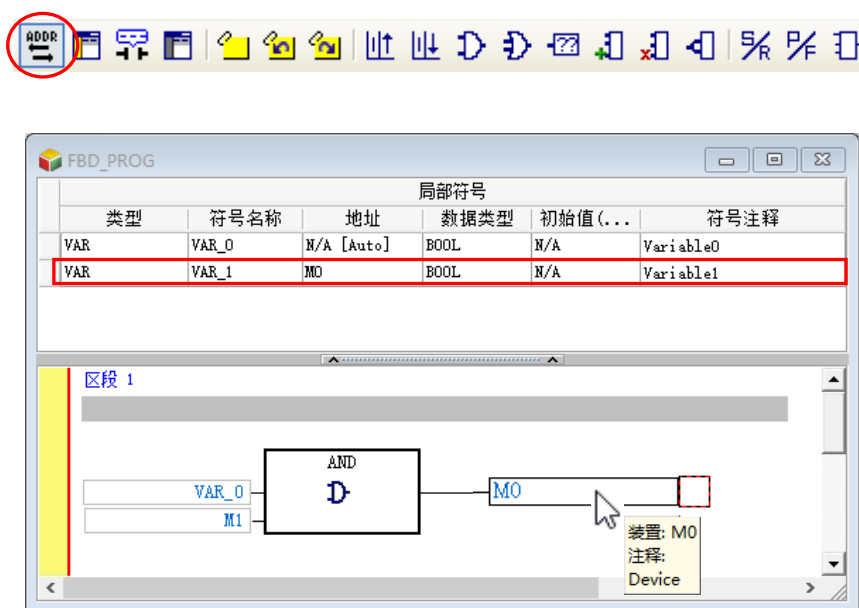 ADDR
??
S/R P/F
FBD_PROG
局部符号
类型 符号名称 地址 数据类型 初始值(... 符号注释
VAR VAR_0 N/A [Auto] BOOL N/A Variable0
VAR VAR_1 M0 BOOL N/A Variable1
区段 1
AND
VAR_0 M0
M1
装置: M0
注释:
Device